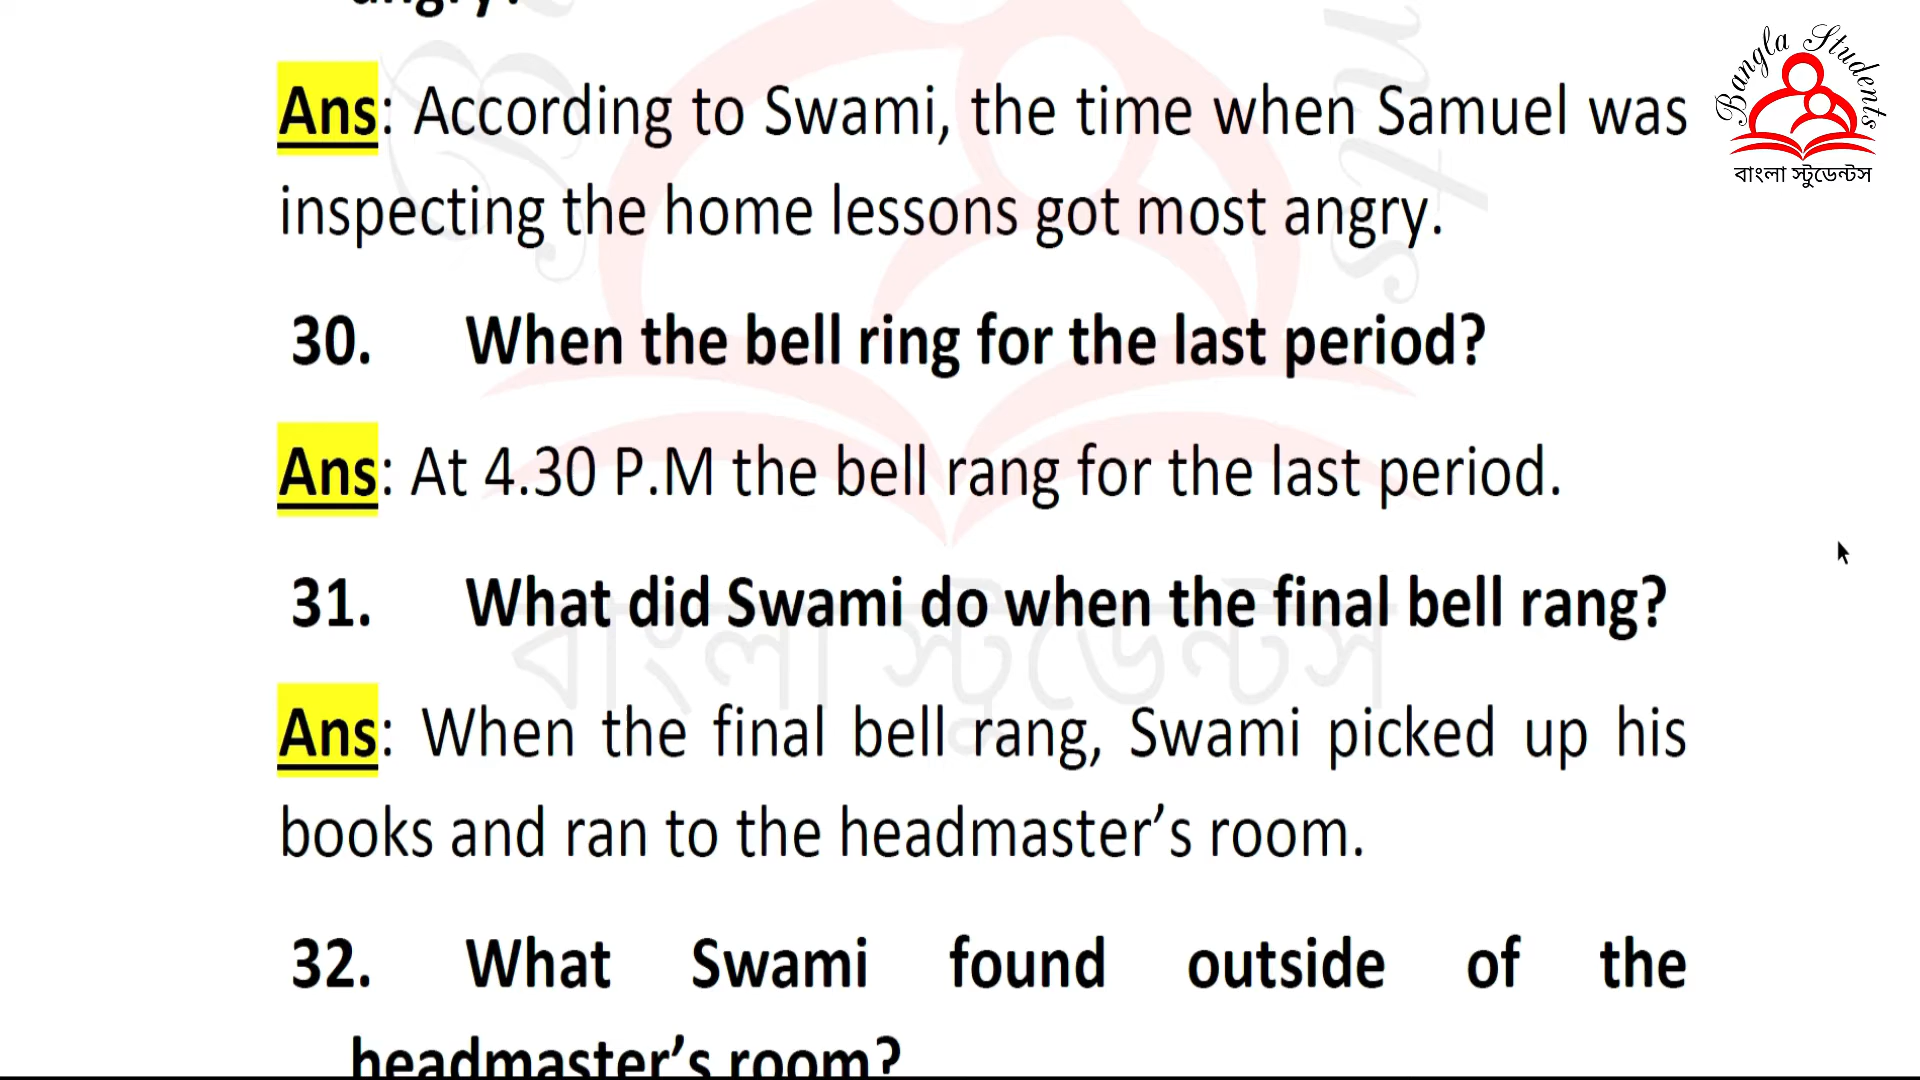 angry?
Ans: According to Swami, the time when Samuel was
inspecting the home lessons got most angry.
30. When the bell ring for the last period?
Ans: At 4.30 P.M the bell rang for the last period.
31. What did Swami do when the final bell rang?
Ans: When the final bell rang, Swami picked up his
books and ran to the headmaster’s room.
32. What Swami found outside of the
headmaster’s room?
Bangla Students
বাংলা স্টুডেন্টস
বাংলা স্টুডেন্টস